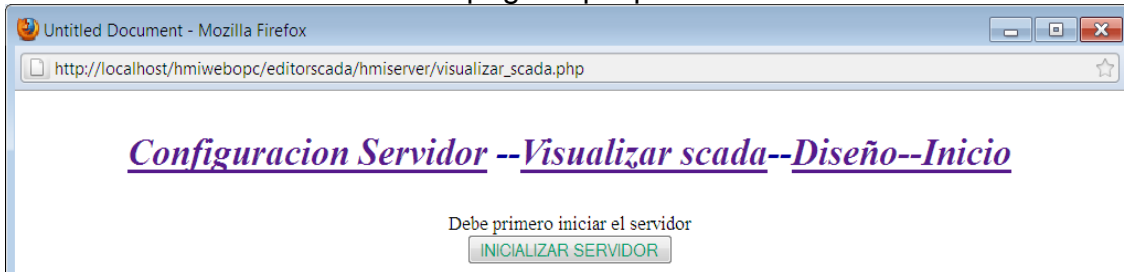 Untitled Document - Mozilla Firefox
http://localhost/hmiwebopc/editorscada/hmiserver/visualizar_scada.php
Configuracion Servidor --Visualizar scada--Diseño--Inicio
Debe primero iniciar el servidor
INICIALIZAR SERVIDOR